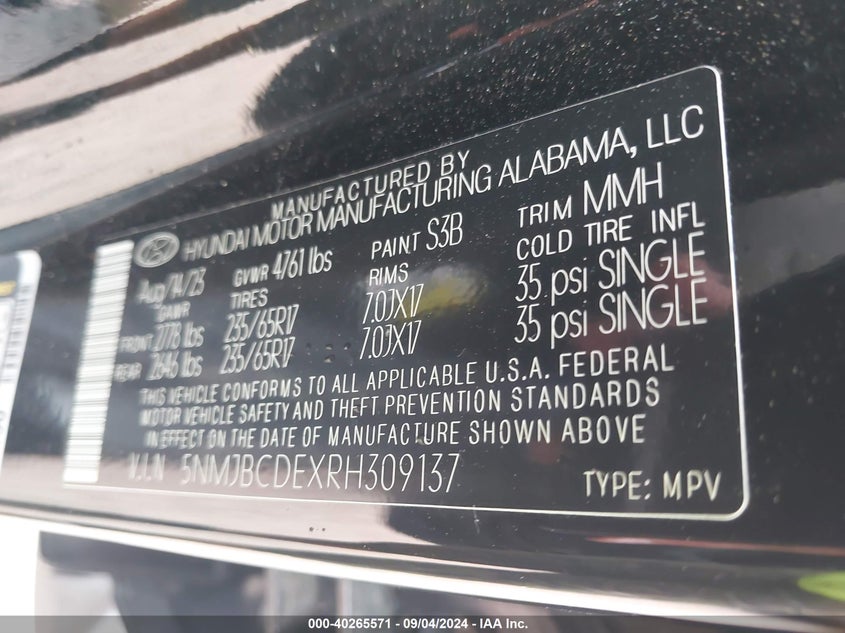 MANUFACTURED BY
HYUNDAI MOTOR MANUFACTURING ALABAMA, LLC
Aug/14/23 GVWR 4761 lbs PAINT S3B TRIM MMH
GAWR TIRES RIMS COLD TIRE INFL
FRONT 2778 lbs 235/65R17 7.0JX17 35 psi SINGLE
REAR 2646 lbs 235/65R17 7.0JX17 35 psi SINGLE
THIS VEHICLE CONFORMS TO ALL APPLICABLE U.S.A. FEDERAL
MOTOR VEHICLE SAFETY AND THEFT PREVENTION STANDARDS
IN EFFECT ON THE DATE OF MANUFACTURE SHOWN ABOVE
V.I.N 5NMJBCDEXRH309137 TYPE: MPV
000-40265571 - 09/04/2024 - IAA Inc.